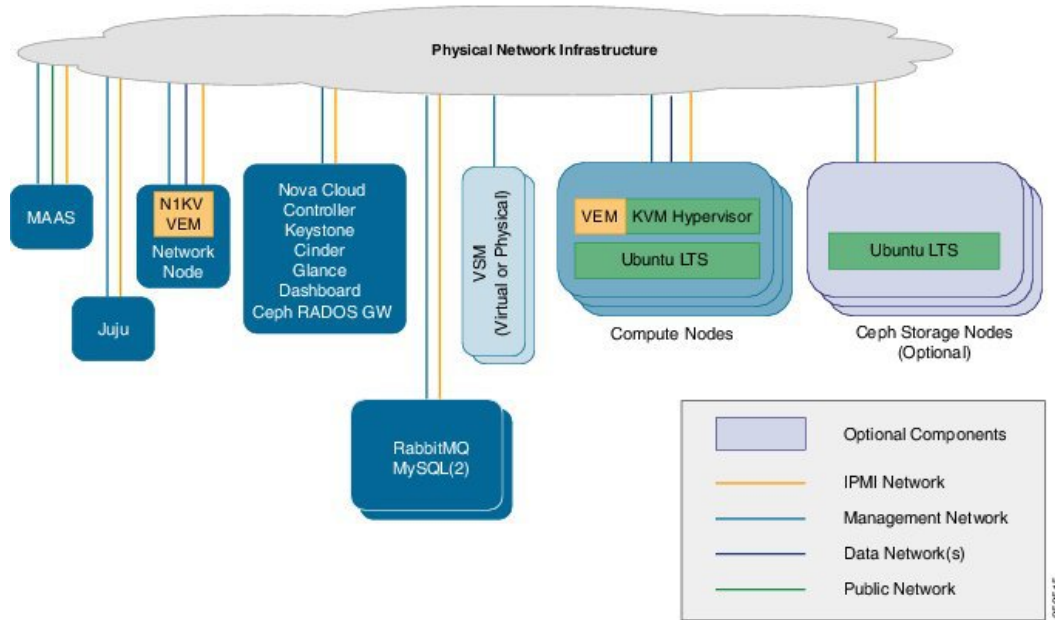 Physical Network Infrastructure
MAAS
Juju
N1KV
VEM
Network
Node
Nova Cloud
Controller
Keystone
Cinder
Glance
Dashboard
Ceph RADOS GW
RabbitMQ
MySQL(2)
VSM
(Virtual or Physical)
VEM
KVM Hypervisor
Ubuntu LTS
Compute Nodes
Ubuntu LTS
Ceph Storage Nodes
(Optional)
Optional Components
IPMI Network
Management Network
Data Network(s)
Public Network